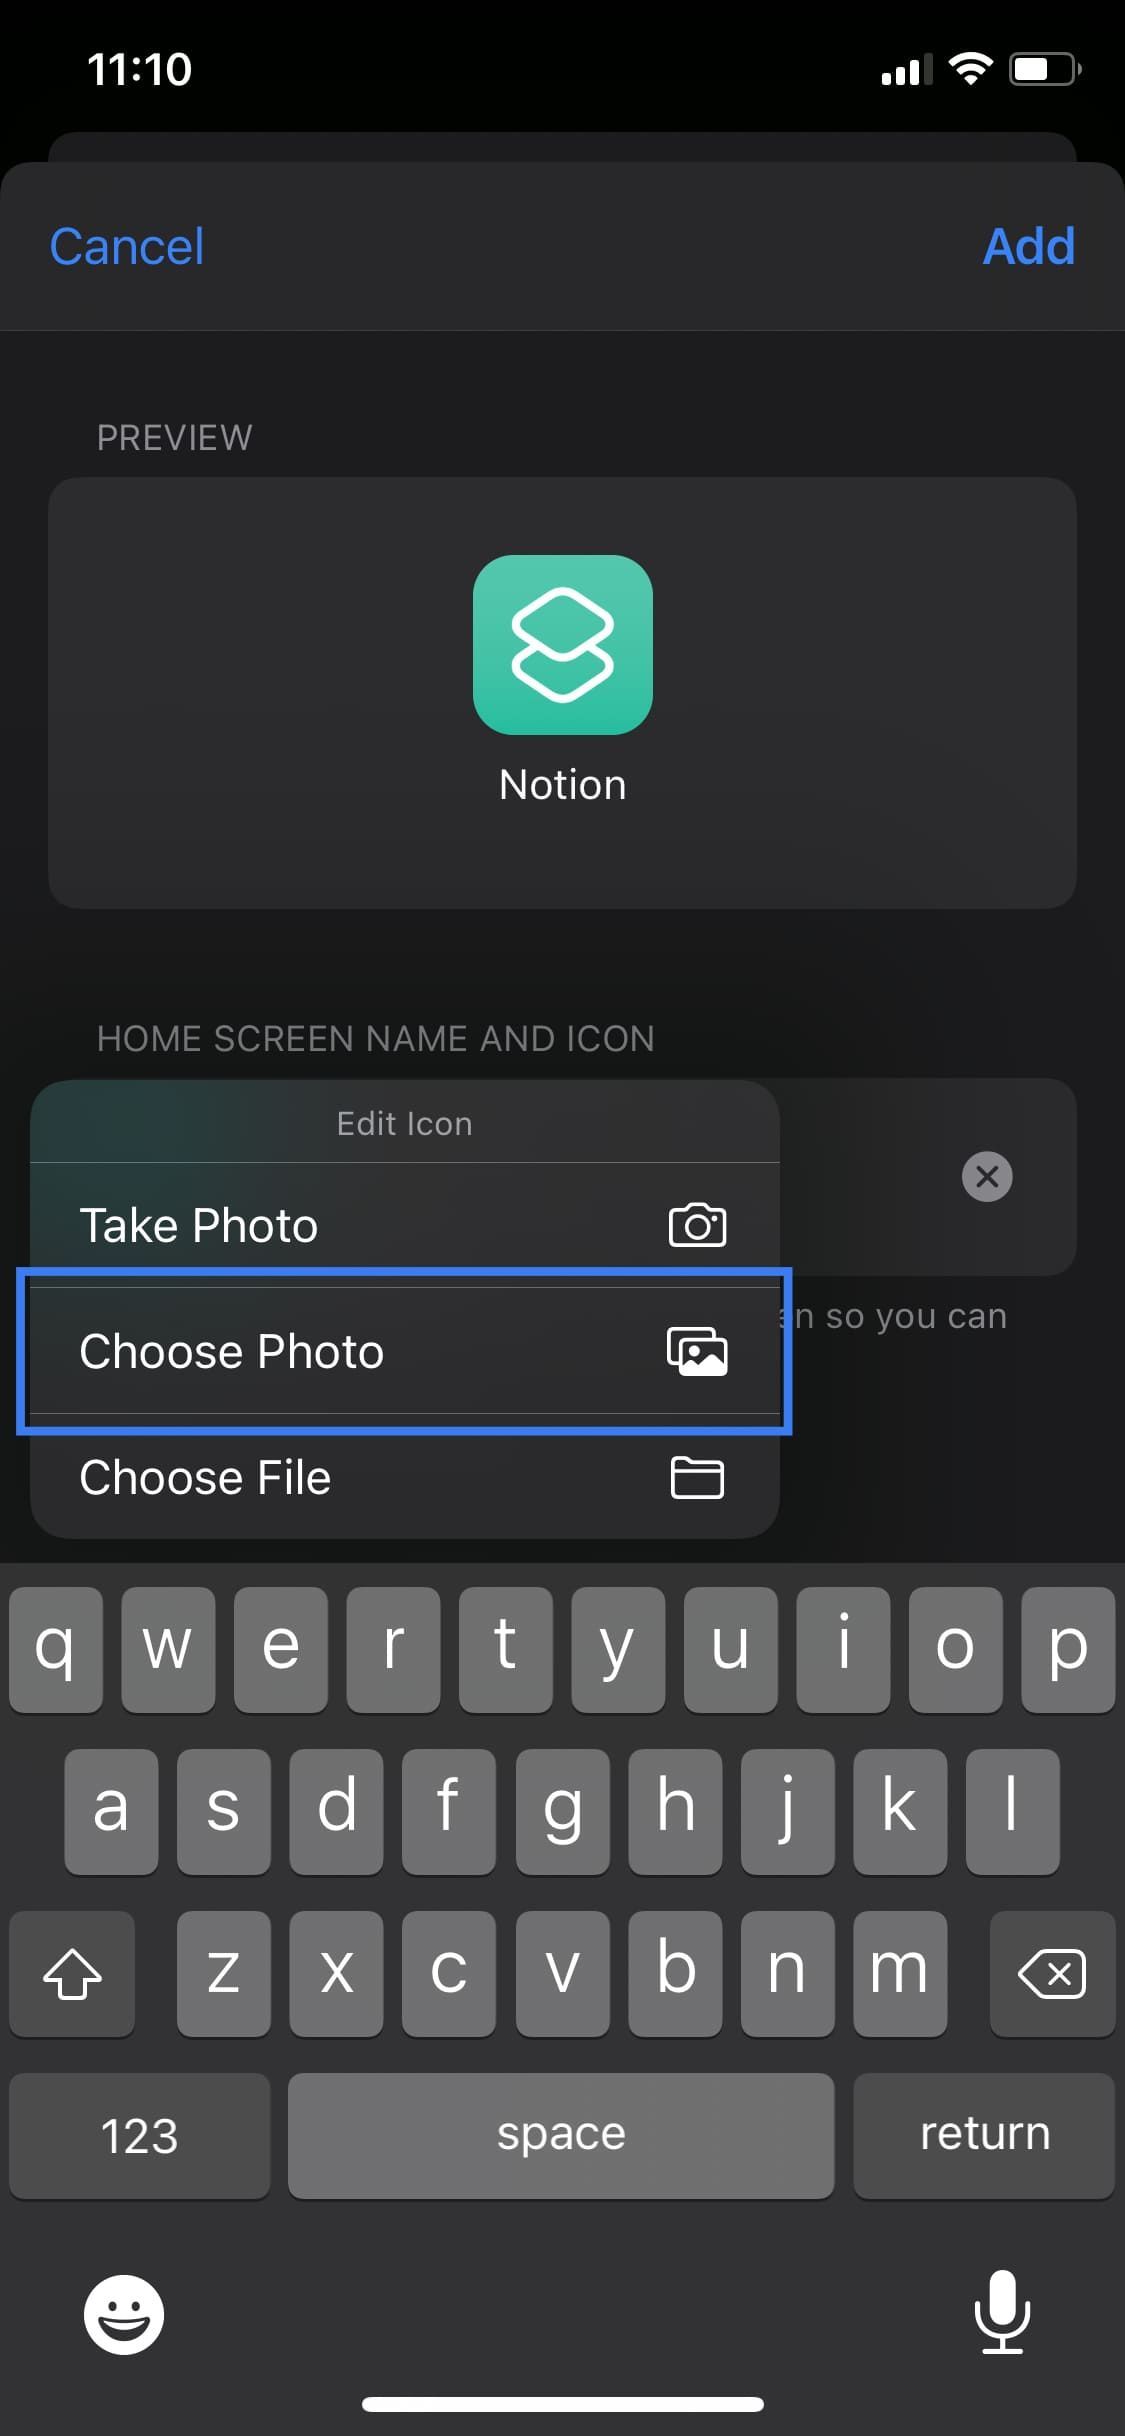 11:10
Cancel
Add
PREVIEW
Notion
HOME SCREEN NAME AND ICON
Edit Icon
Take Photo
Choose Photo
so you can
Choose File
q w e r t y u i o p
a s d f g h j k l
z x c v b n m
123 space return